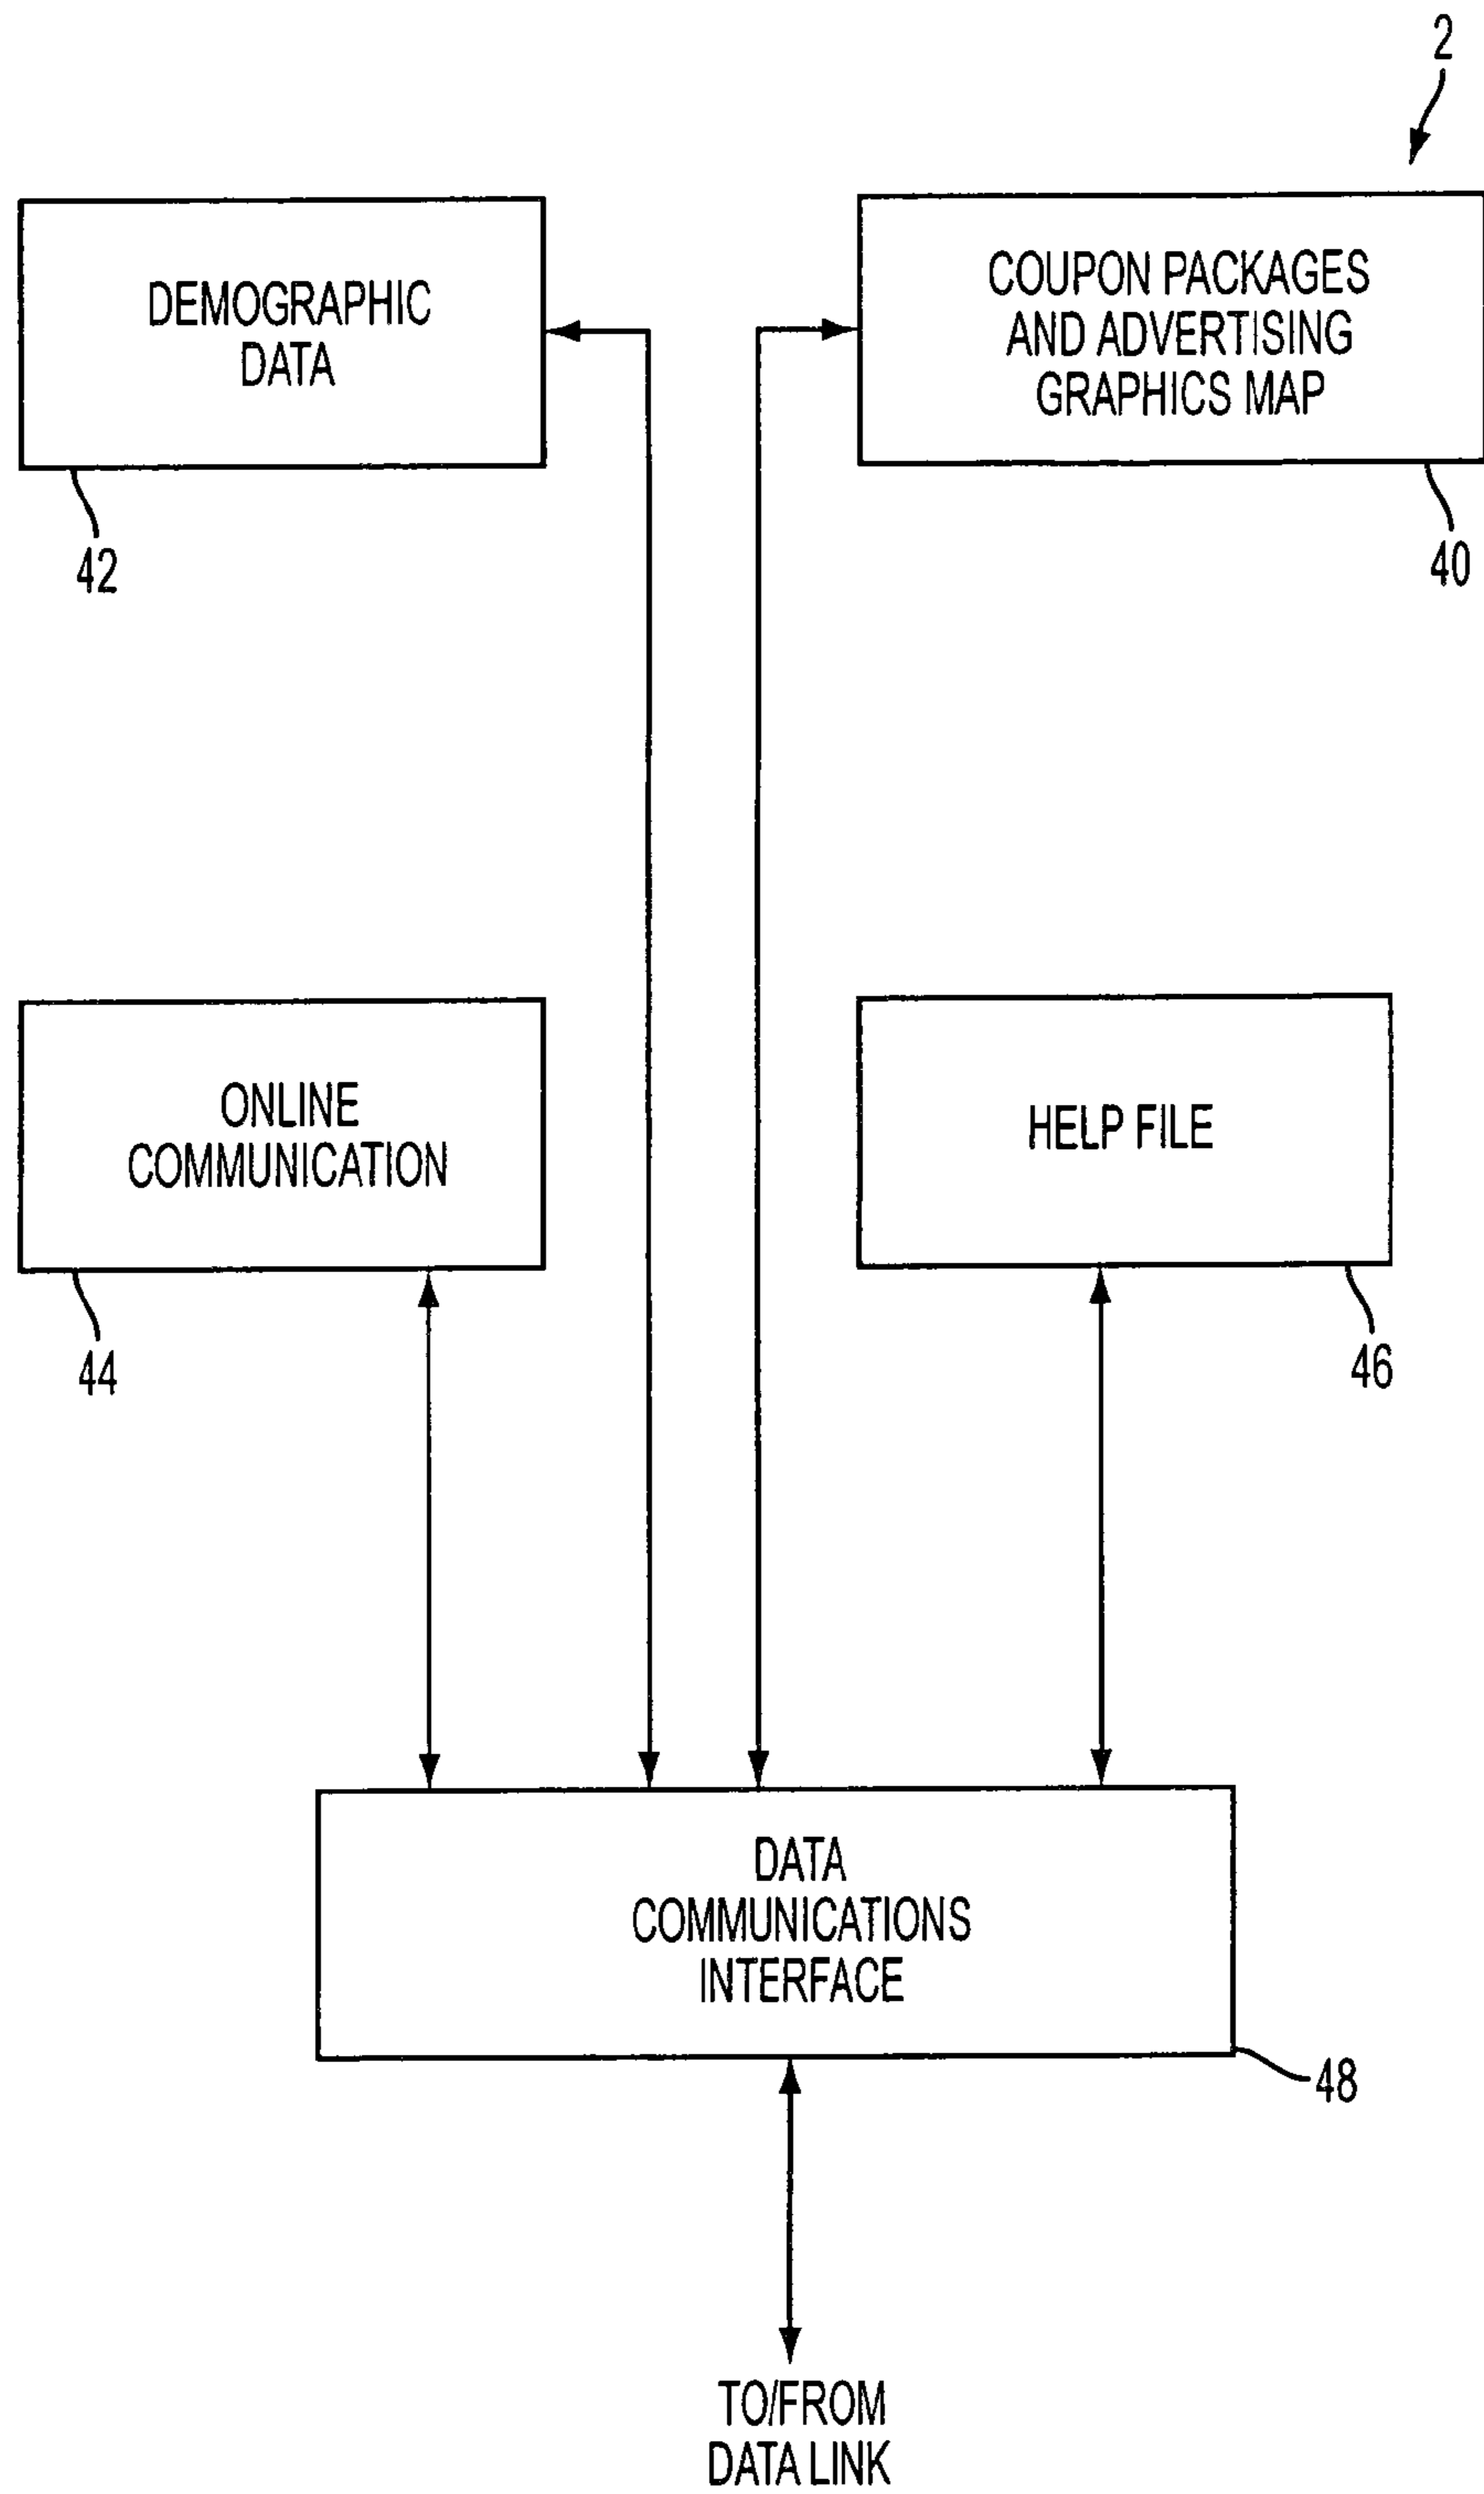 2
DEMOGRAPHIC
DATA
42
COUPON PACKAGES
AND ADVERTISING
GRAPHICS MAP
40
ONLINE
COMMUNICATION
44
HELP FILE
46
DATA
COMMUNICATIONS
INTERFACE
48
TO/FROM
DATA LINK